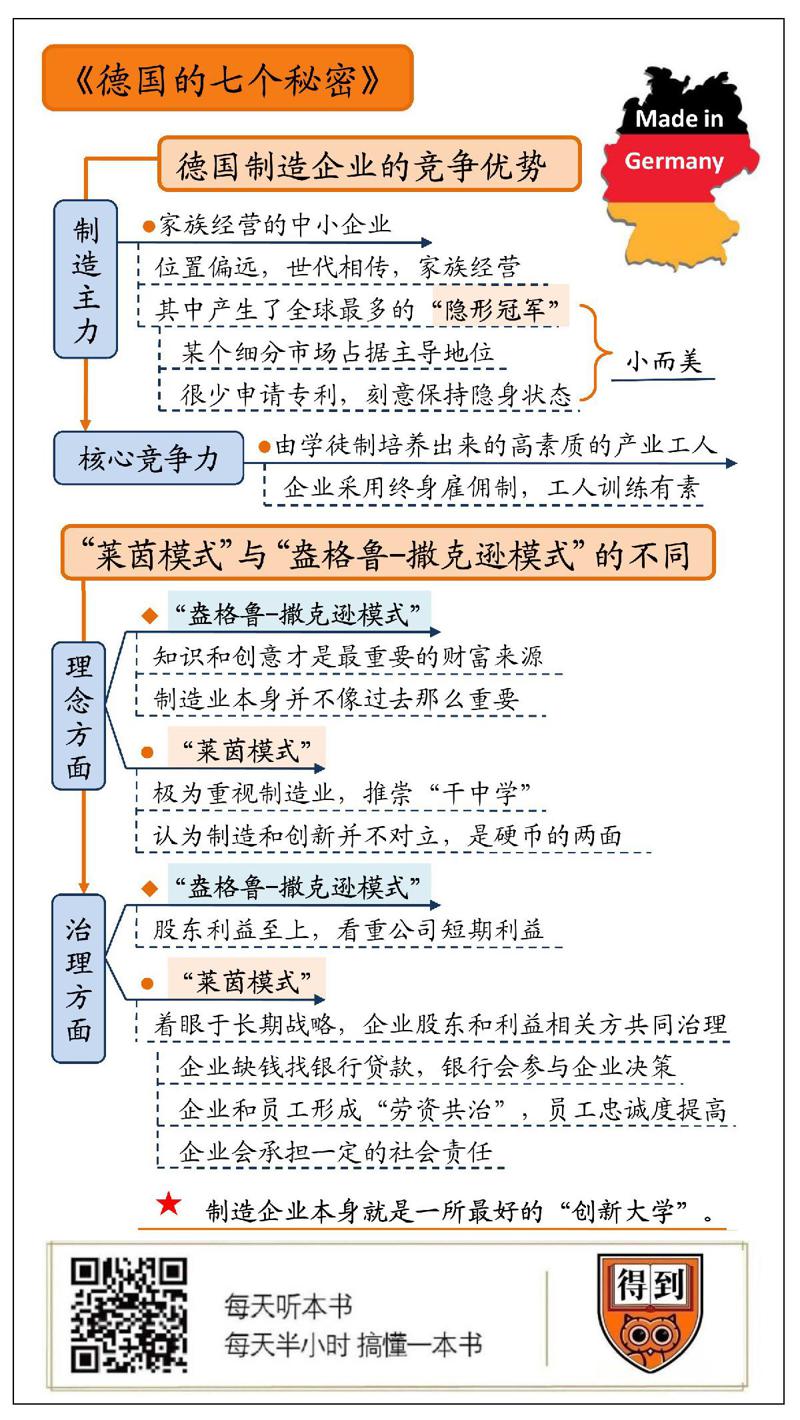 《德国的七个秘密》
Made in
Germany
德国制造企业的竞争优势
制造主力
家族经营的中小企业
位置偏远，世代相传，家族经营
其中产生了全球最多的“隐形冠军”
某个细分市场占据主导地位
很少申请专利，刻意保持隐身状态
小而美
核心竞争力
由学徒制培养出来的高素质的产业工人
企业采用终身雇佣制，工人训练有素
“莱茵模式”与“盎格鲁-撒克逊模式”的不同
理念方面
“盎格鲁-撒克逊模式”
知识和创意才是最重要的财富来源
制造业本身并不像过去那么重要
“莱茵模式”
极为重视制造业，推崇“干中学”
认为制造和创新并不对立，是硬币的两面
治理方面
“盎格鲁-撒克逊模式”
股东利益至上，看重公司短期利益
“莱茵模式”
着眼于长期战略，企业股东和利益相关方共同治理
企业缺钱找银行贷款，银行会参与企业决策
企业和员工形成“劳资共治”，员工忠诚度提高
企业会承担一定的社会责任
制造企业本身就是一所最好的“创新大学”。
每天听本书
每天半小时 搞懂一本书
得到